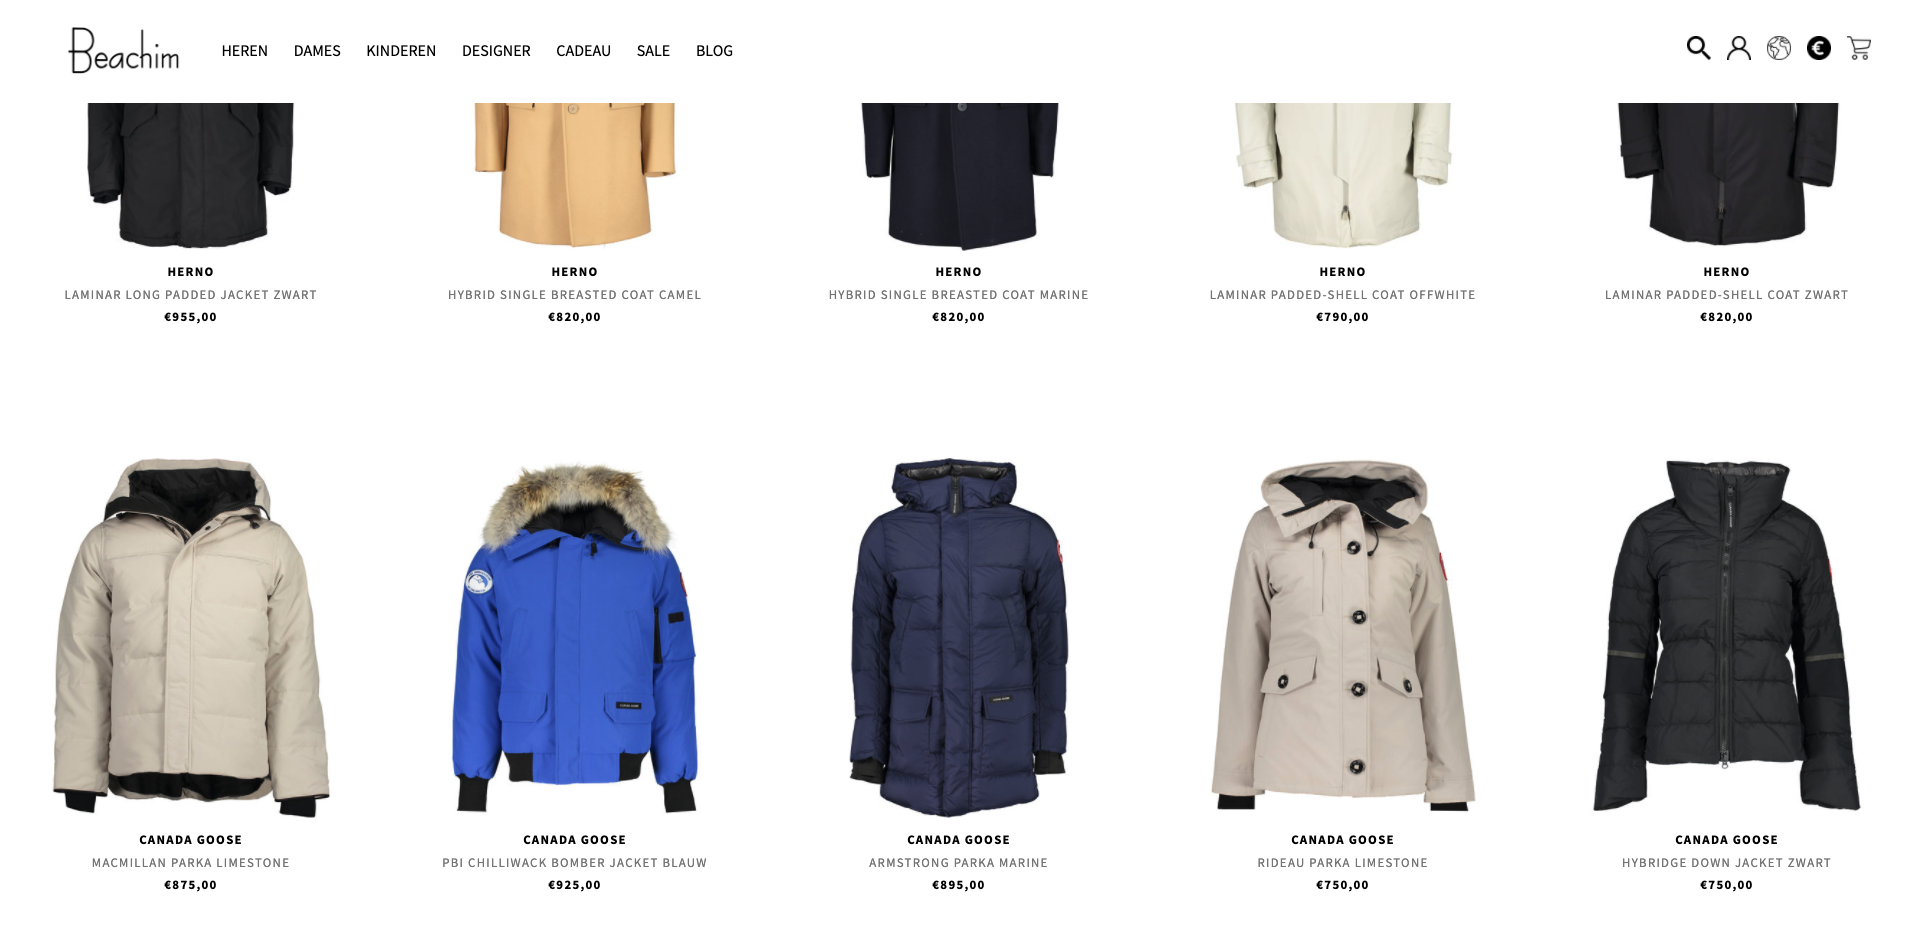 Beachim
HEREN DAMES KINDEREN DESIGNER CADEAU SALE BLOG
€
HERNO
LAMINAR LONG PADDED JACKET ZWART
€955,00
HERNO
HYBRID SINGLE BREASTED COAT CAMEL
€820,00
HERNO
HYBRID SINGLE BREASTED COAT MARINE
€820,00
HERNO
LAMINAR PADDED-SHELL COAT OFFWHITE
€790,00
HERNO
LAMINAR PADDED-SHELL COAT ZWART
€820,00
CANADA GOOSE
MACMILLAN PARKA LIMESTONE
€875,00
CANADA GOOSE
PBI CHILLIWACK BOMBER JACKET BLAUW
€925,00
CANADA GOOSE
ARMSTRONG PARKA MARINE
€895,00
CANADA GOOSE
RIDEAU PARKA LIMESTONE
€750,00
CANADA GOOSE
HYBRIDGE DOWN JACKET ZWART
€750,00